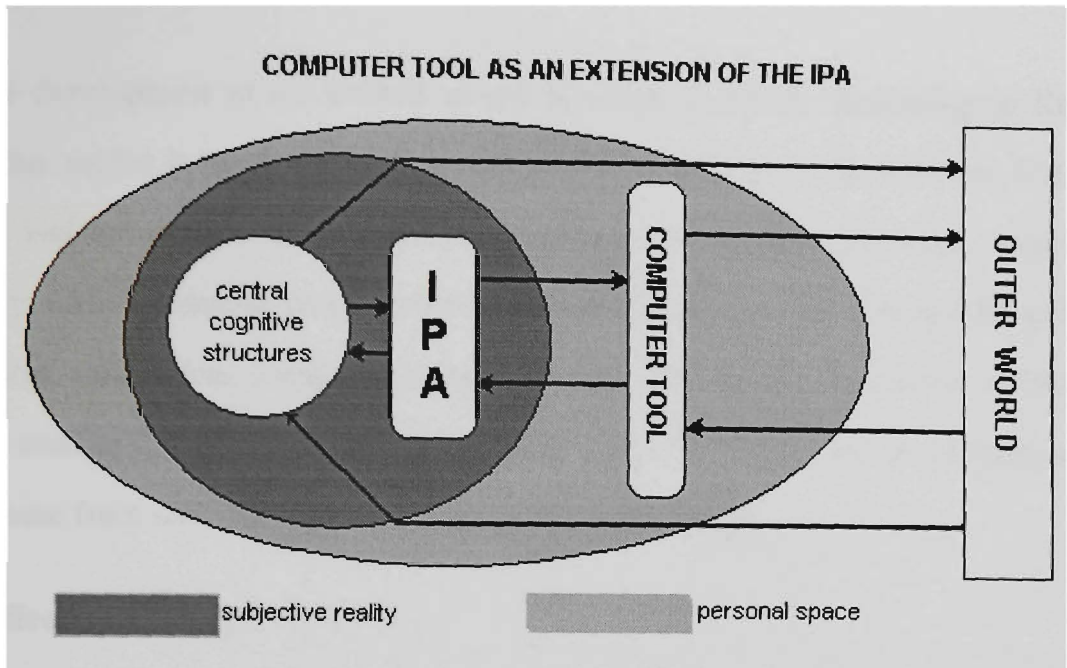 COMPUTER TOOL AS AN EXTENSION OF THE IPA
central
cognitive
structures
I
P
A
COMPUTER TOOL
OUTER WORLD
subjective reality
personal space